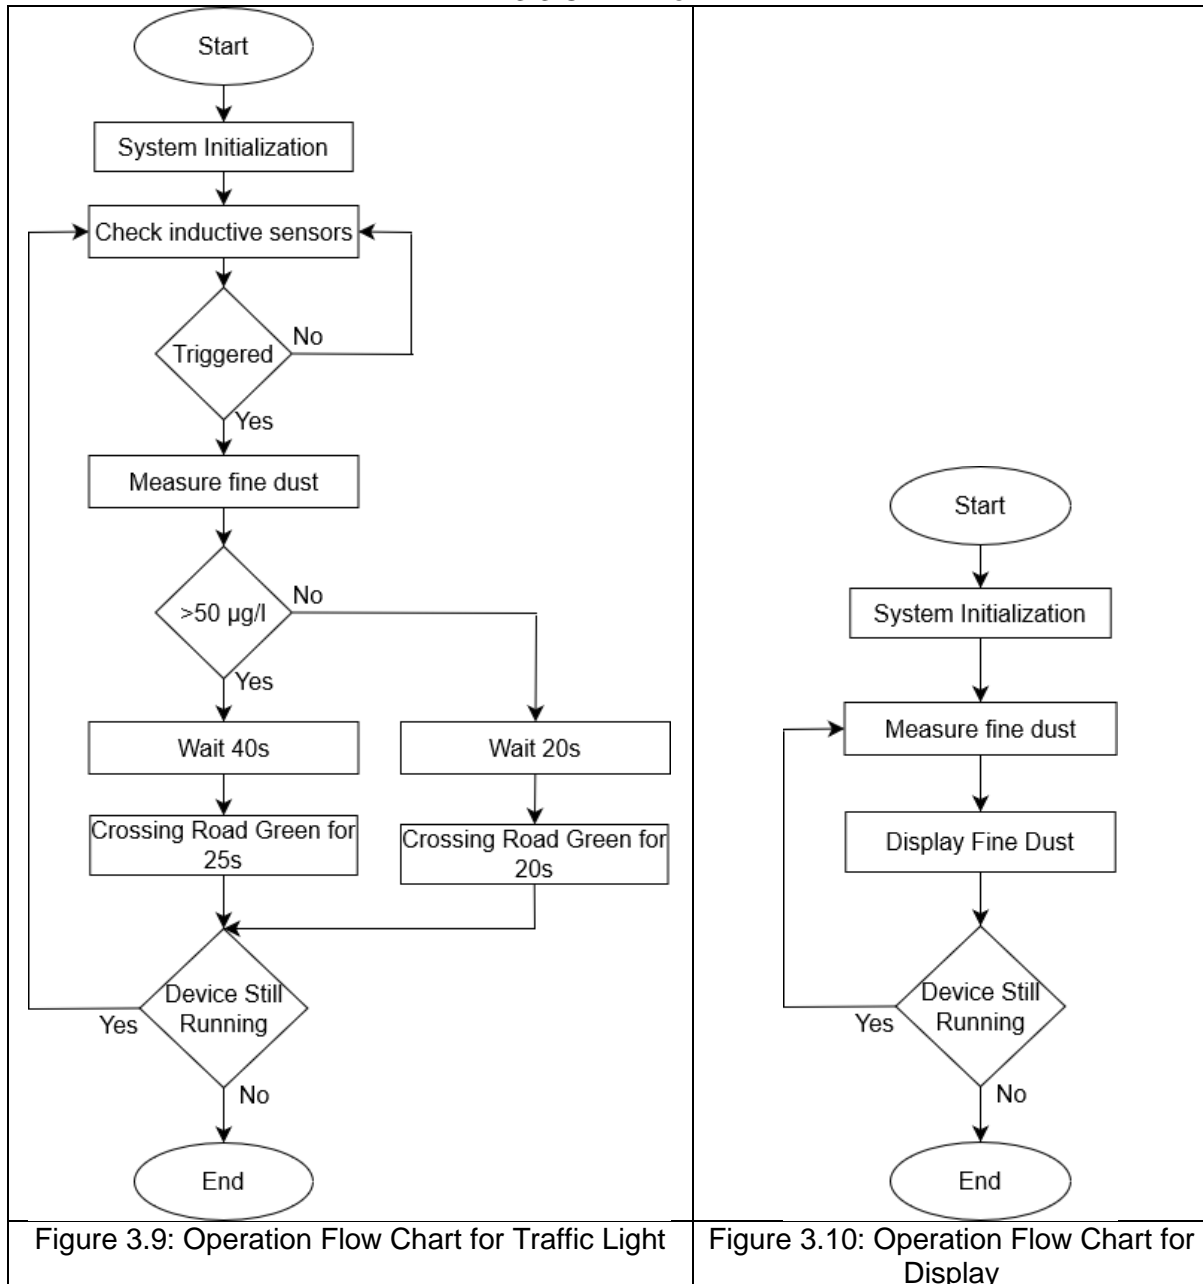 Start
System Initialization
Check inductive sensors
Triggered
No
Yes
Measure fine dust
>50 µg/l
No
Yes
Wait 40s
Wait 20s
Crossing Road Green for
25s
Crossing Road Green for
20s
Device Still
Running
Yes
No
End
Figure 3.9: Operation Flow Chart for Traffic Light
Start
System Initialization
Measure fine dust
Display Fine Dust
Device Still
Running
Yes
No
End
Figure 3.10: Operation Flow Chart for
Display